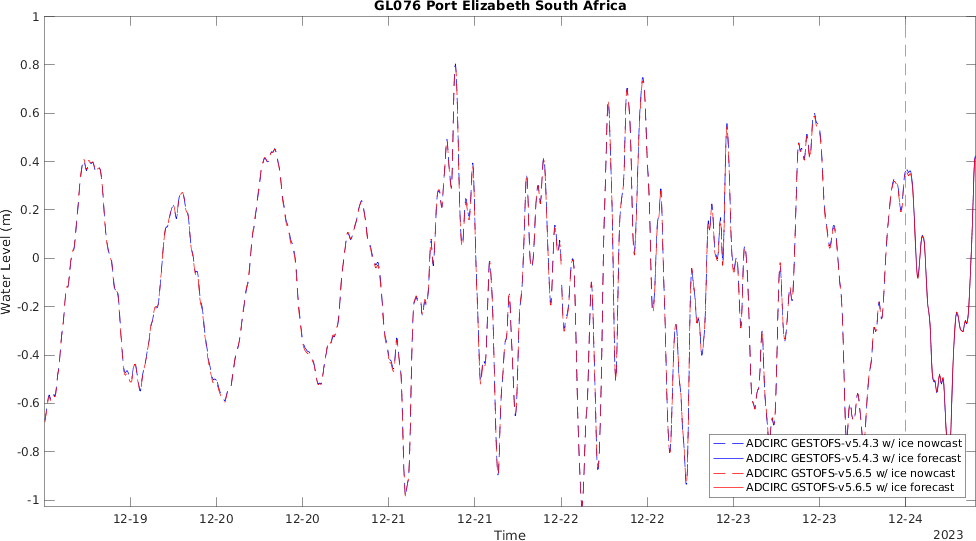 GL076 Port Elizabeth South Africa
1
0.8
0.6
0.4
0.2
0
-0.2
-0.4
-0.6
-0.8
-1
Water Level (m)
ADCIRC GESTOFS-v5.4.3 w/ ice nowcast
ADCIRC GESTOFS-v5.4.3 w/ ice forecast
ADCIRC GSTOFS-v5.6.5 w/ ice nowcast
ADCIRC GSTOFS-v5.6.5 w/ ice forecast
12-19 12-20 12-20 12-21 12-21 12-22 12-22 12-23 12-23 12-24
Time
2023